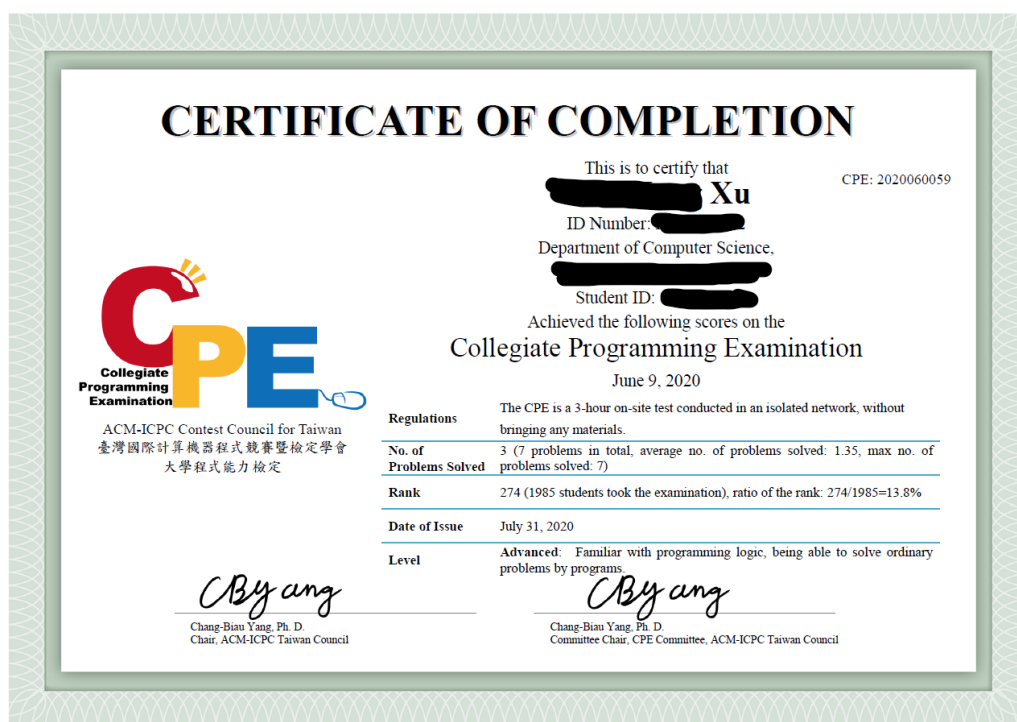 CERTIFICATE OF COMPLETION
This is to certify that
CPE: 2020060059
Xu
ID Number:
Department of Computer Science,
Student ID:
Achieved the following scores on the
Collegiate Programming Examination
June 9, 2020
CPE
Collegiate
Programming
Examination
ACM-ICPC Contest Council for Taiwan
臺灣國際計算機器程式競賽暨檢定學會
大學程式能力檢定
Regulations
The CPE is a 3-hour on-site test conducted in an isolated network, without
bringing any materials.
No. of
Problems Solved
3 (7 problems in total, average no. of problems solved: 1.35, max no. of
problems solved: 7)
Rank
274 (1985 students took the examination), ratio of the rank: 274/1985=13.8%
Date of Issue
July 31, 2020
Level
Advanced: Familiar with programming logic, being able to solve ordinary
problems by programs.
CB Yang
Chang-Biau Yang, Ph. D.
Chair, ACM-ICPC Taiwan Council
CB Yang
Chang-Biau Yang, Ph. D.
Committee Chair, CPE Committee, ACM-ICPC Taiwan Council